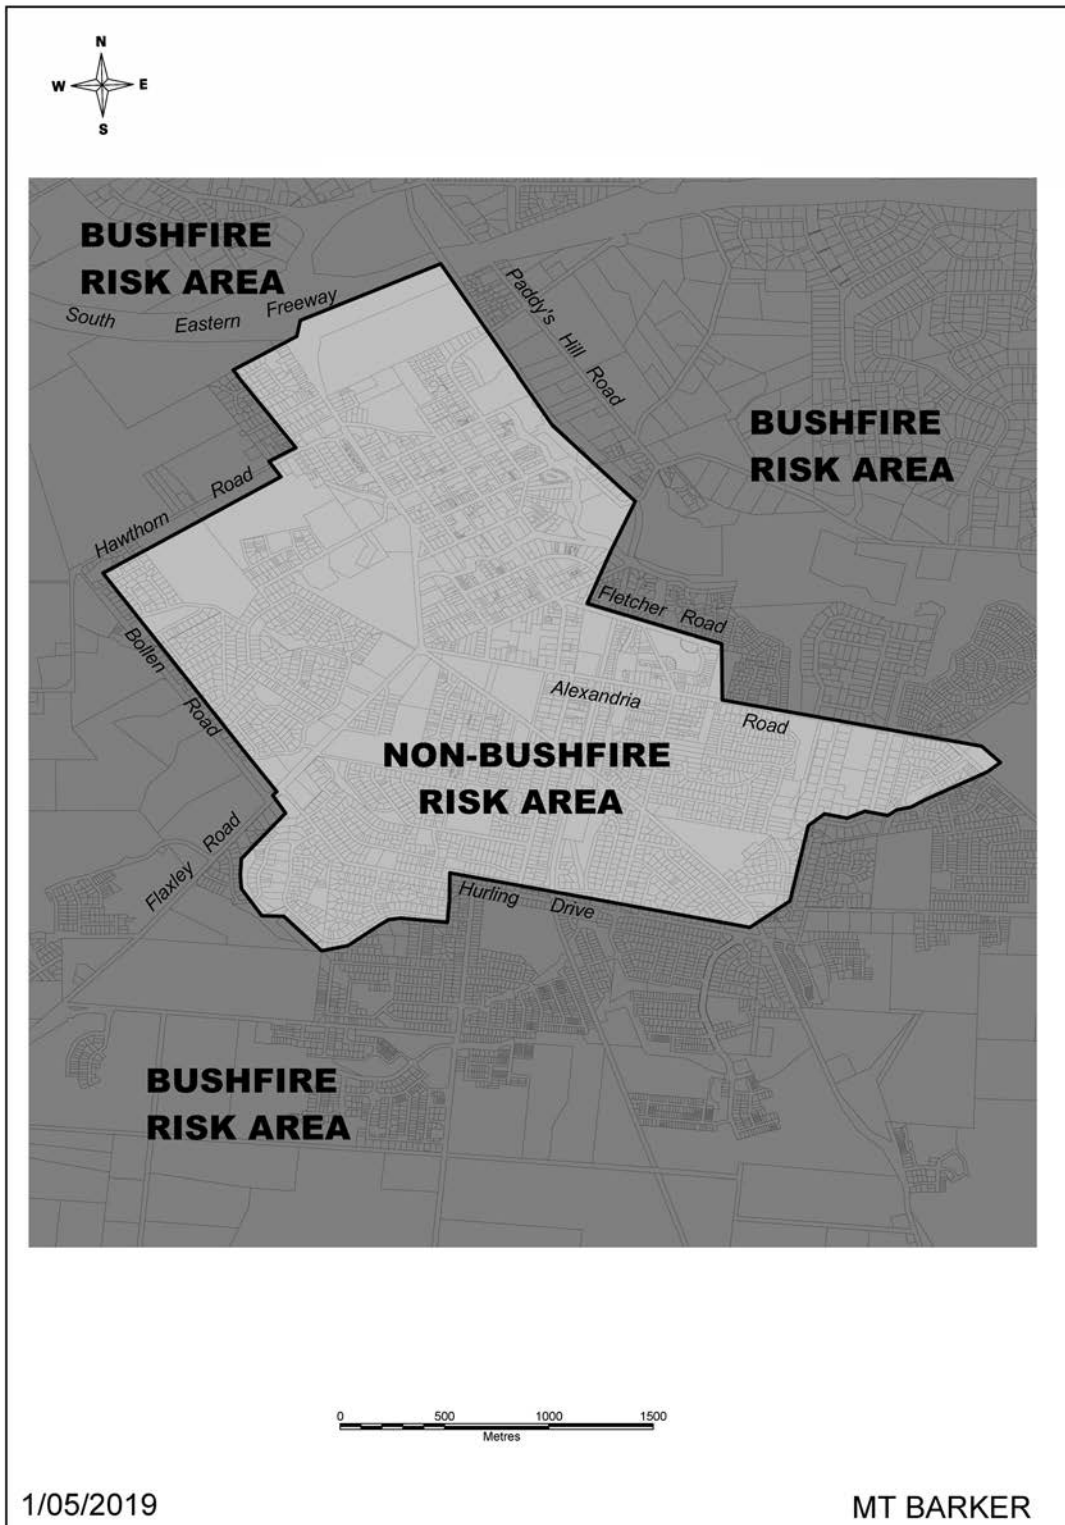 N
W E
S
BUSHFIRE
RISK AREA
South Eastern Freeway
Paddy's Hill Road
BUSHFIRE
RISK AREA
Hawthorn Road
Fletcher Road
Bollen Road
Alexandria Road
NON-BUSHFIRE
RISK AREA
Flaxley Road
Hurling Drive
BUSHFIRE
RISK AREA
0 500 1000 1500
Metres
1/05/2019
MT BARKER